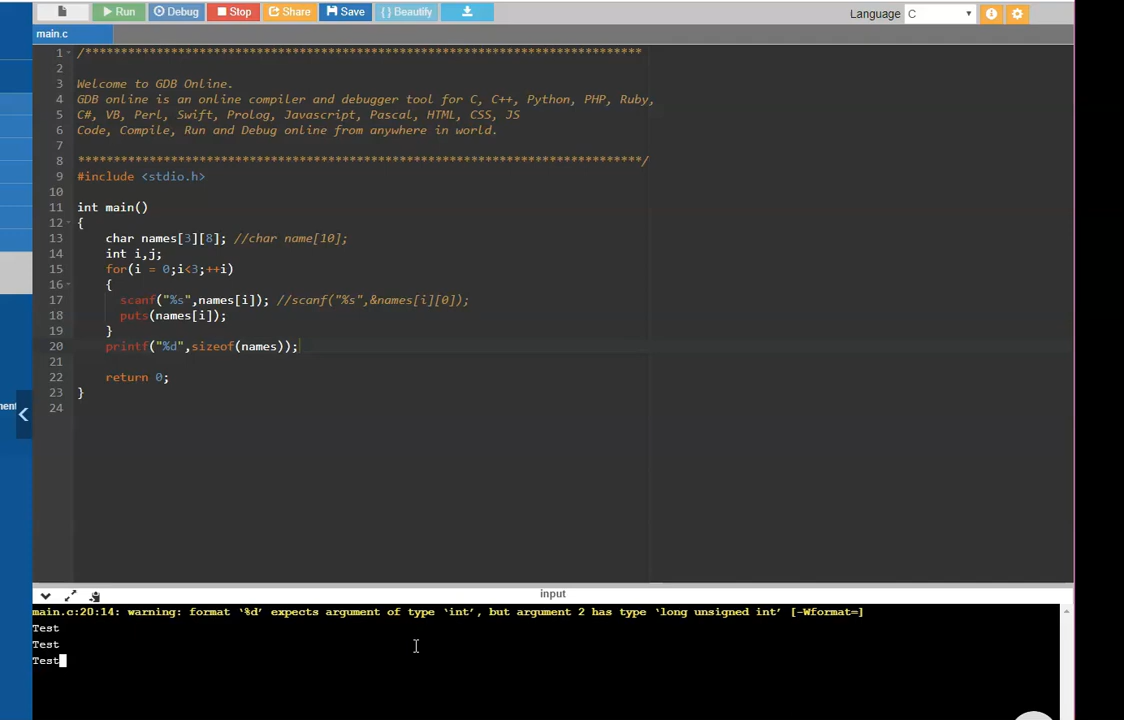 Run Debug Stop Share Save { } Beautify Language C
main.c
1 /******************************************************************************
2
3 Welcome to GDB Online.
4 GDB online is an online compiler and debugger tool for C, C++, Python, PHP, Ruby,
5 C#, VB, Perl, Swift, Prolog, Javascript, Pascal, HTML, CSS, JS
6 Code, Compile, Run and Debug online from anywhere in world.
7
8 *******************************************************************************/
9 #include <stdio.h>
10
11 int main()
12 {
13 char names[3][8]; //char name[10];
14 int i,j;
15 for(i = 0;i<3;++i)
16 {
17 scanf("%s",names[i]); //scanf("%s",&names[i][0]);
18 puts(names[i]);
19 }
20 printf("%d",sizeof(names));
21
22 return 0;
23 }
24
input
main.c:20:14: warning: format ‘%d’ expects argument of type ‘int’, but argument 2 has type ‘long unsigned int’ [-Wformat=]
Test
Test
Test